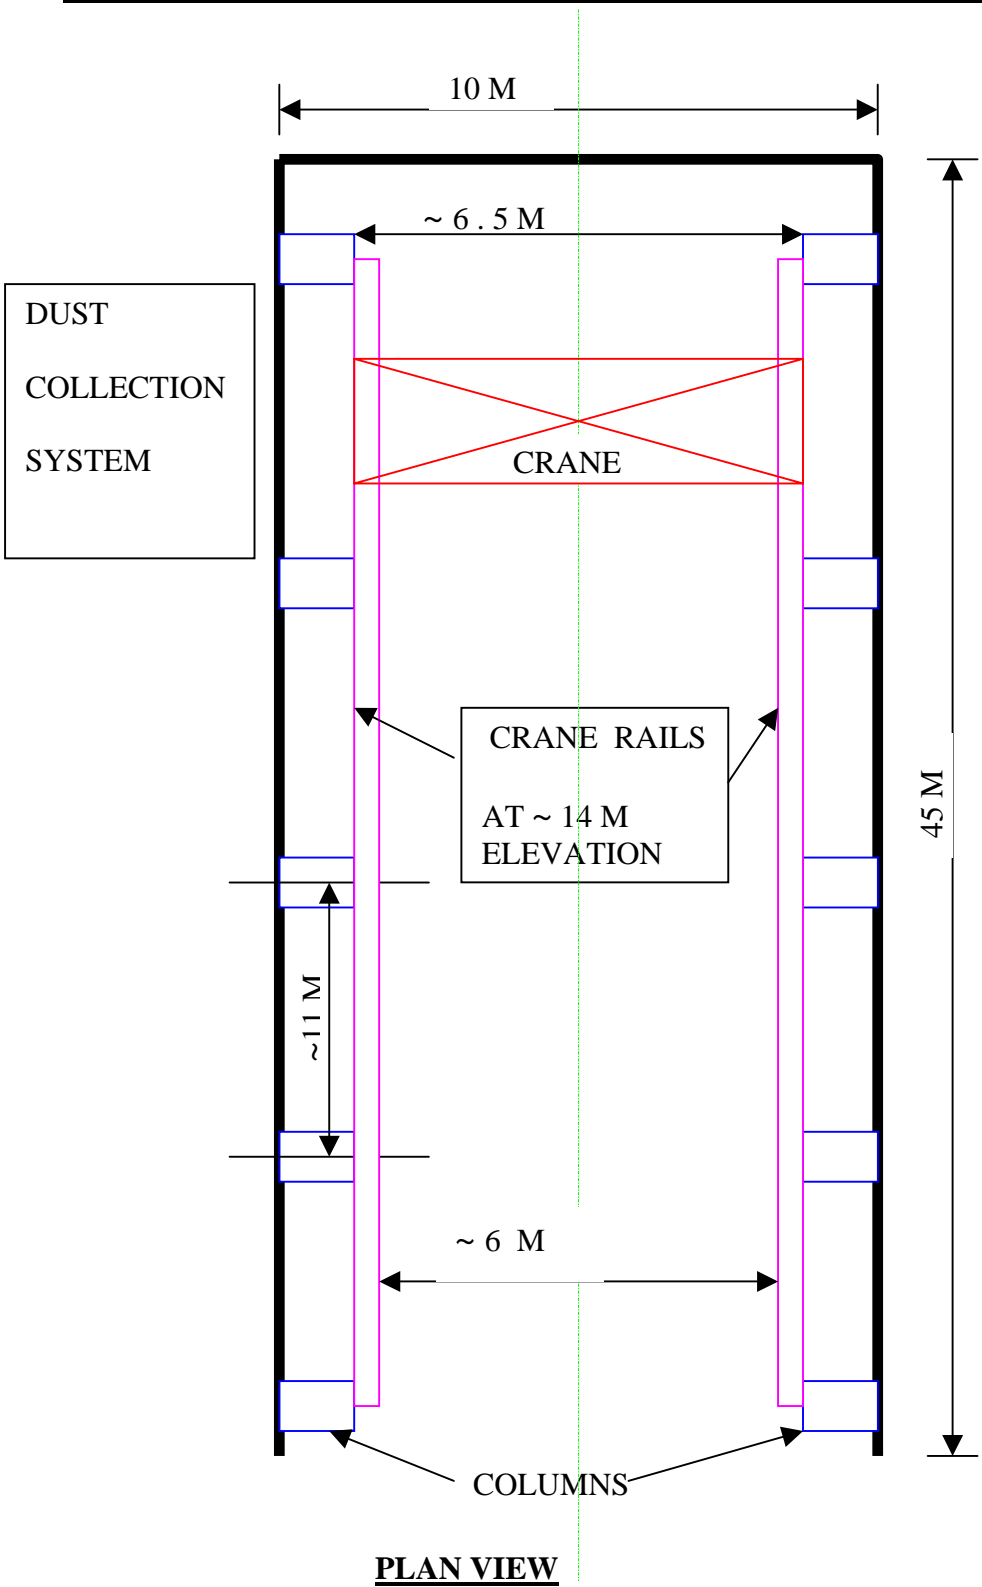 10 M
~ 6 . 5 M
DUST
COLLECTION
SYSTEM
CRANE
CRANE RAILS
AT ~ 14 M
ELEVATION
45 M
~11 M
~ 6 M
COLUMNS
PLAN VIEW